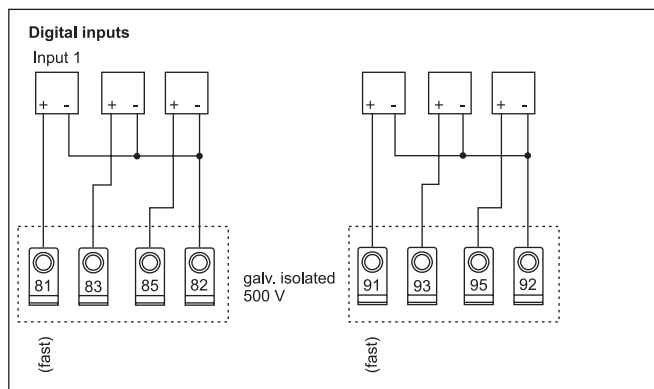 Digital inputs
Input 1
+ - + - + - + - + - + -
81 83 85 82 galv. isolated 91 93 95 92
500 V
(fast) (fast)